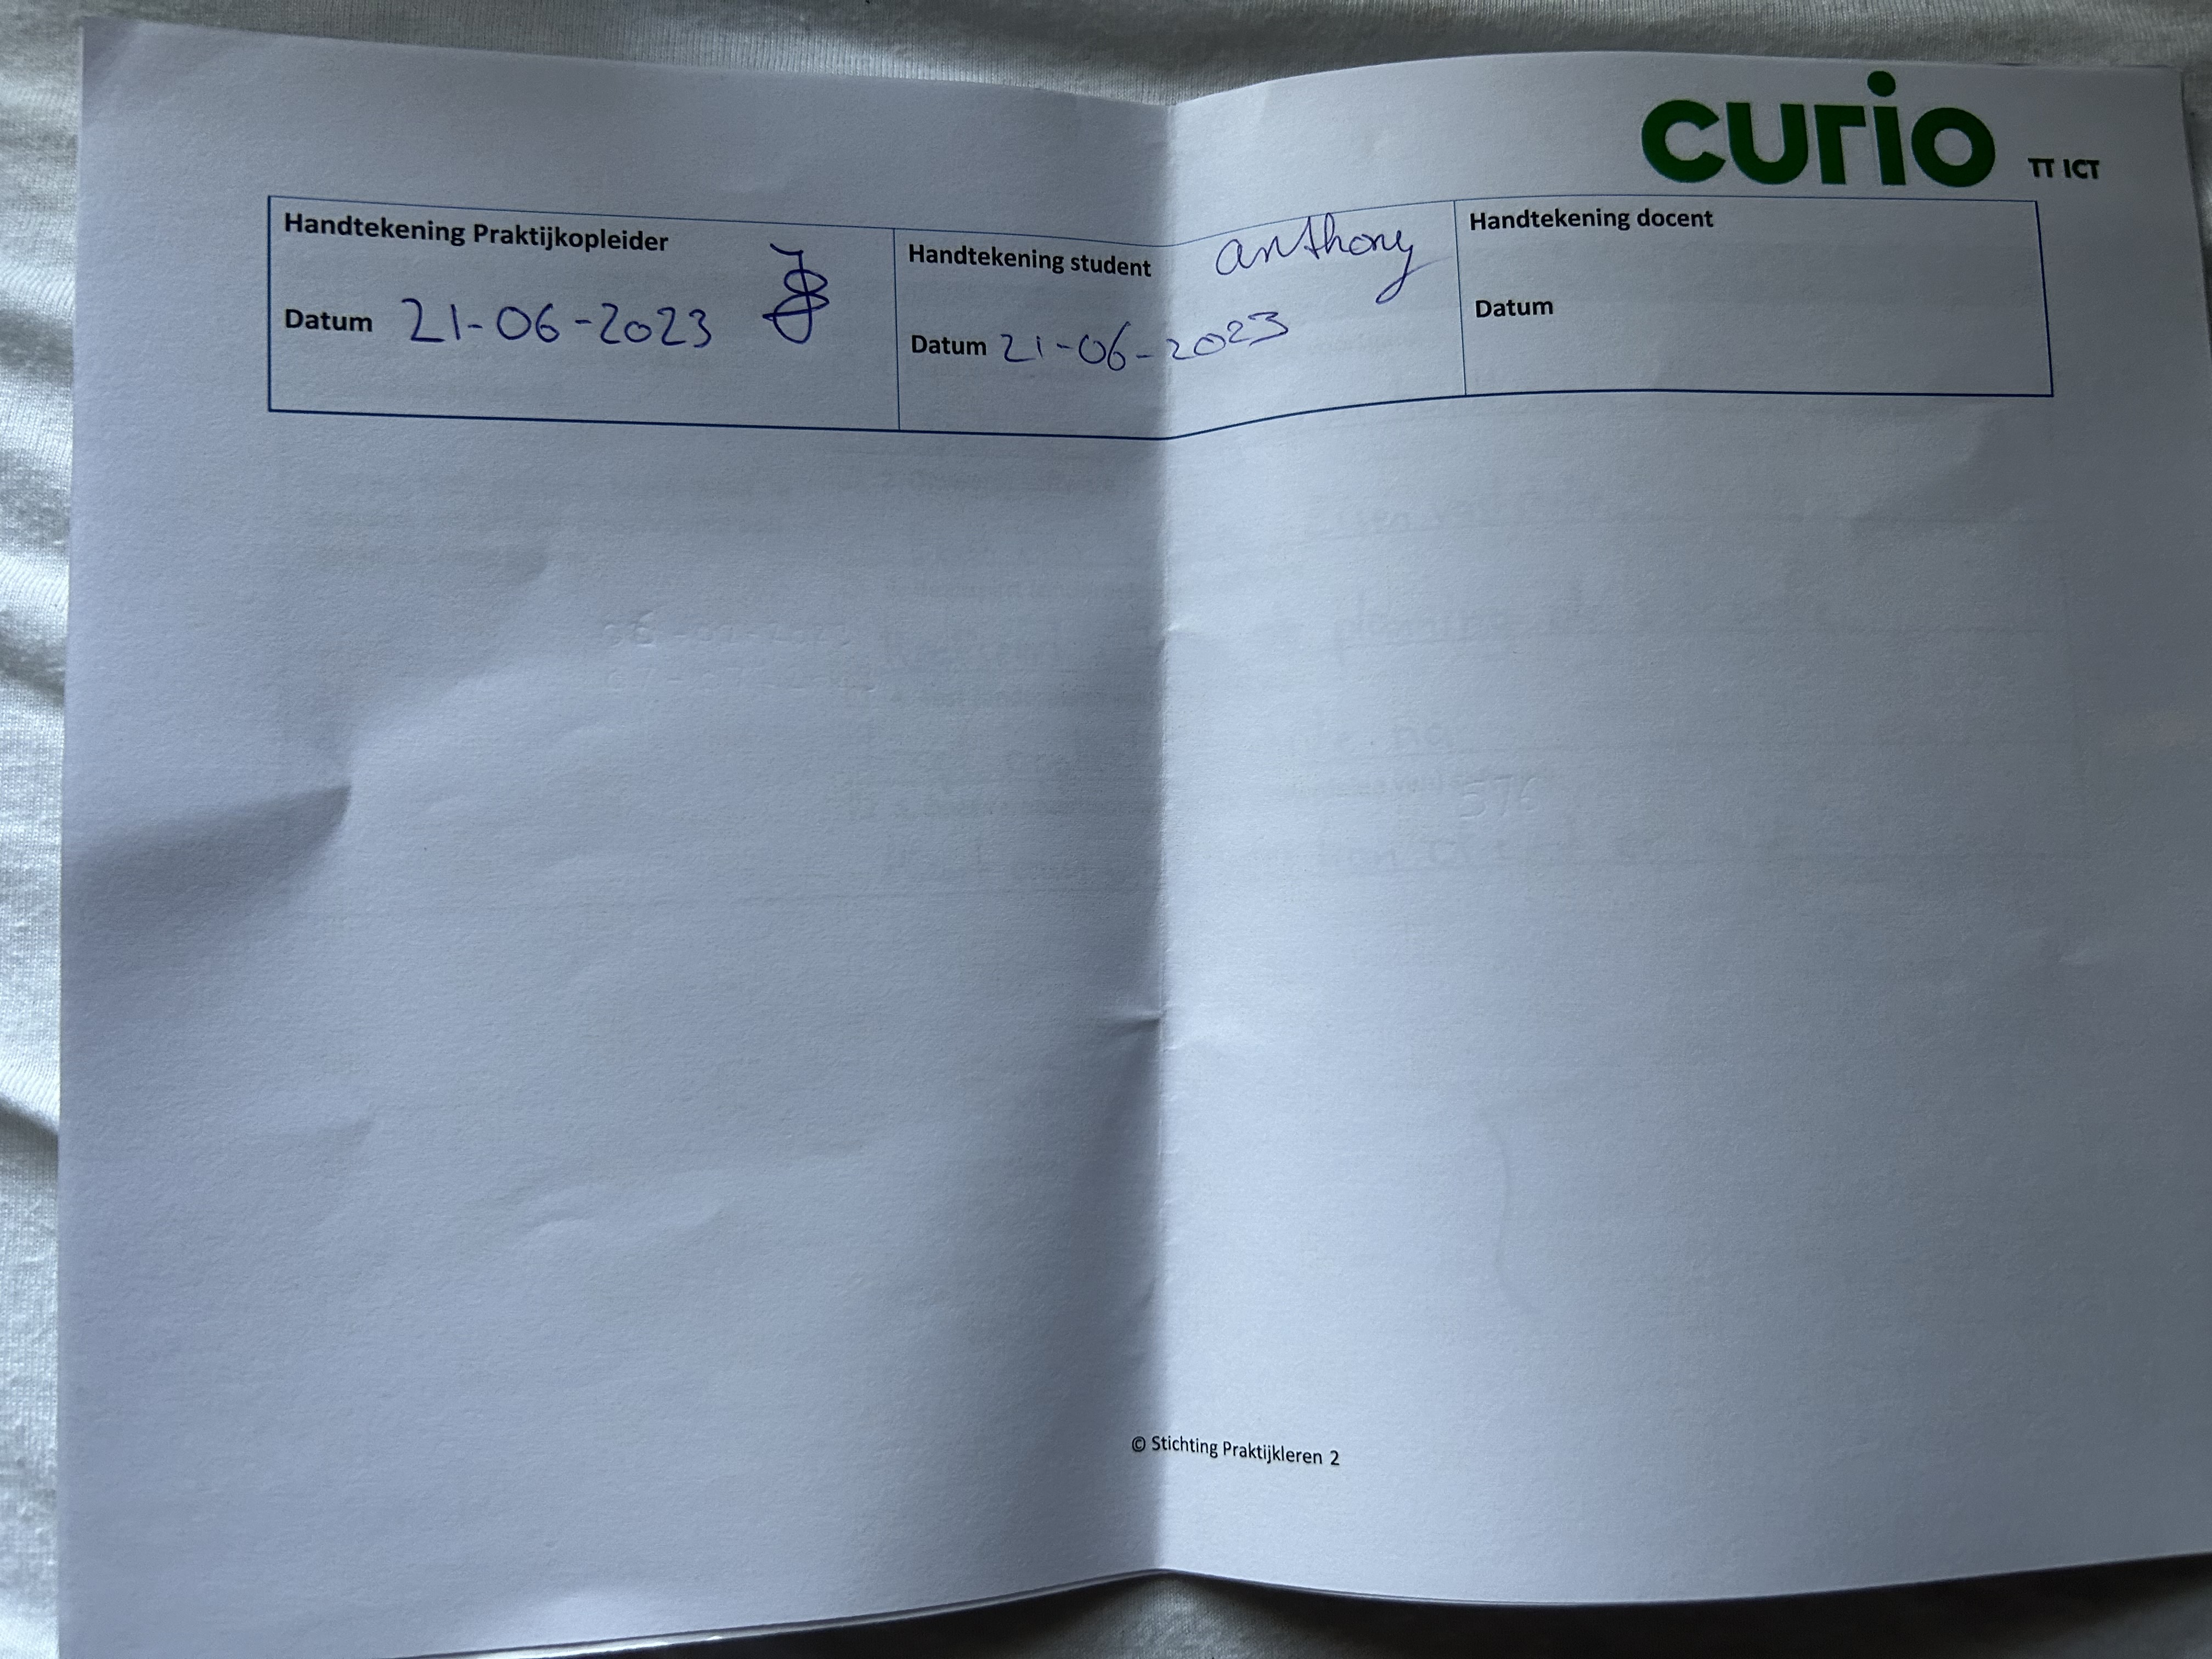 curio TT ICT
Handtekening Praktijkopleider
Datum 21-06-2023
Handtekening student anthony
Datum 21-06-2023
Handtekening docent
Datum
© Stichting Praktijkleren 2